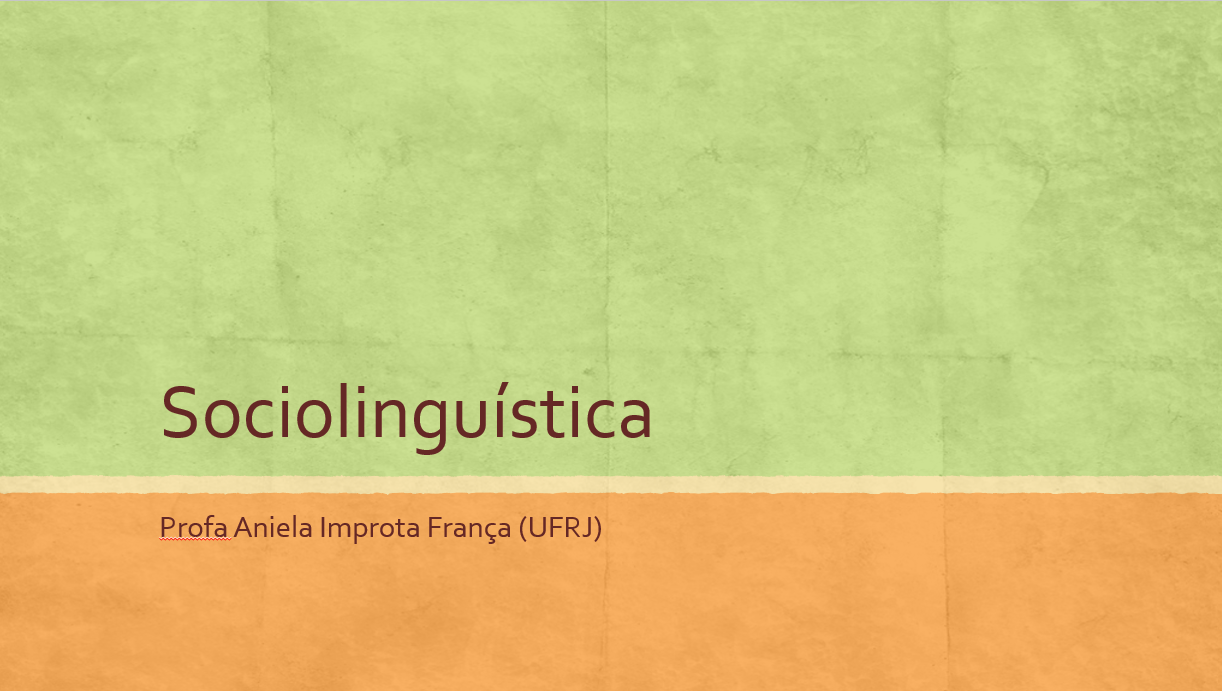 Sociolinguística
Profa Aniela Improta França (UFRJ)